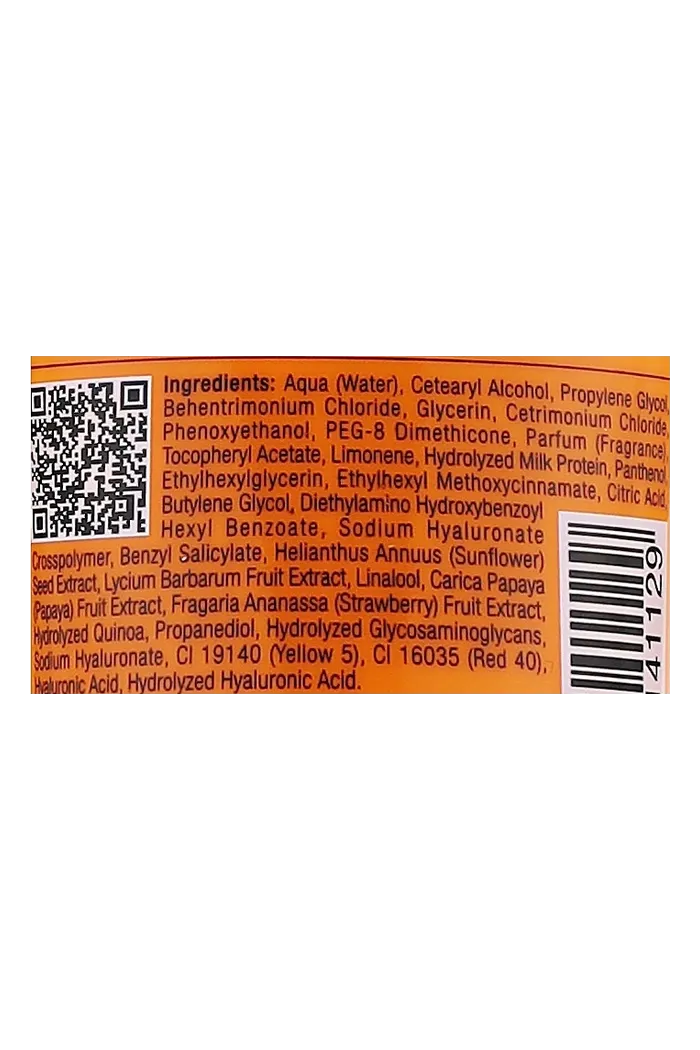 Ingredients: Aqua (Water), Cetearyl Alcohol, Propylene Glycol,
Behentrimonium Chloride, Glycerin, Cetrimonium Chloride,
Phenoxyethanol, PEG-8 Dimethicone, Parfum (Fragrance),
Tocopheryl Acetate, Limonene, Hydrolyzed Milk Protein, Panthenol,
Ethylhexylglycerin, Ethylhexyl Methoxycinnamate, Citric Acid,
Butylene Glycol, Diethylamino Hydroxybenzoyl
Hexyl Benzoate, Sodium Hyaluronate
Crosspolymer, Benzyl Salicylate, Helianthus Annuus (Sunflower)
Seed Extract, Lycium Barbarum Fruit Extract, Linalool, Carica Papaya
(Papaya) Fruit Extract, Fragaria Ananassa (Strawberry) Fruit Extract,
Hydrolyzed Quinoa, Propanediol, Hydrolyzed Glycosaminoglycans,
Sodium Hyaluronate, CI 19140 (Yellow 5), CI 16035 (Red 40),
Hyaluronic Acid, Hydrolyzed Hyaluronic Acid.
41129